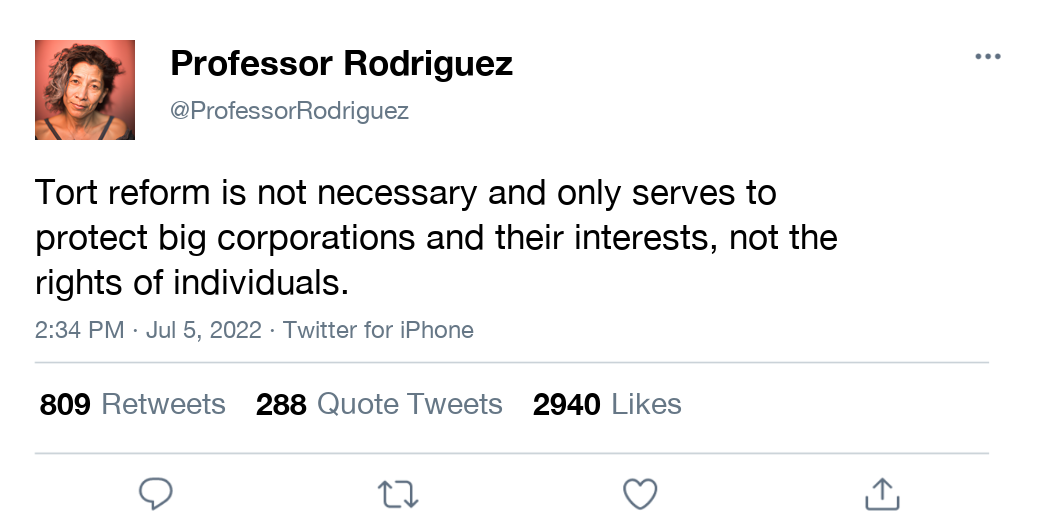 Professor Rodriguez
@ProfessorRodriguez
Tort reform is not necessary and only serves to
protect big corporations and their interests, not the
rights of individuals.
2:34 PM · Jul 5, 2022 · Twitter for iPhone
809 Retweets 288 Quote Tweets 2940 Likes